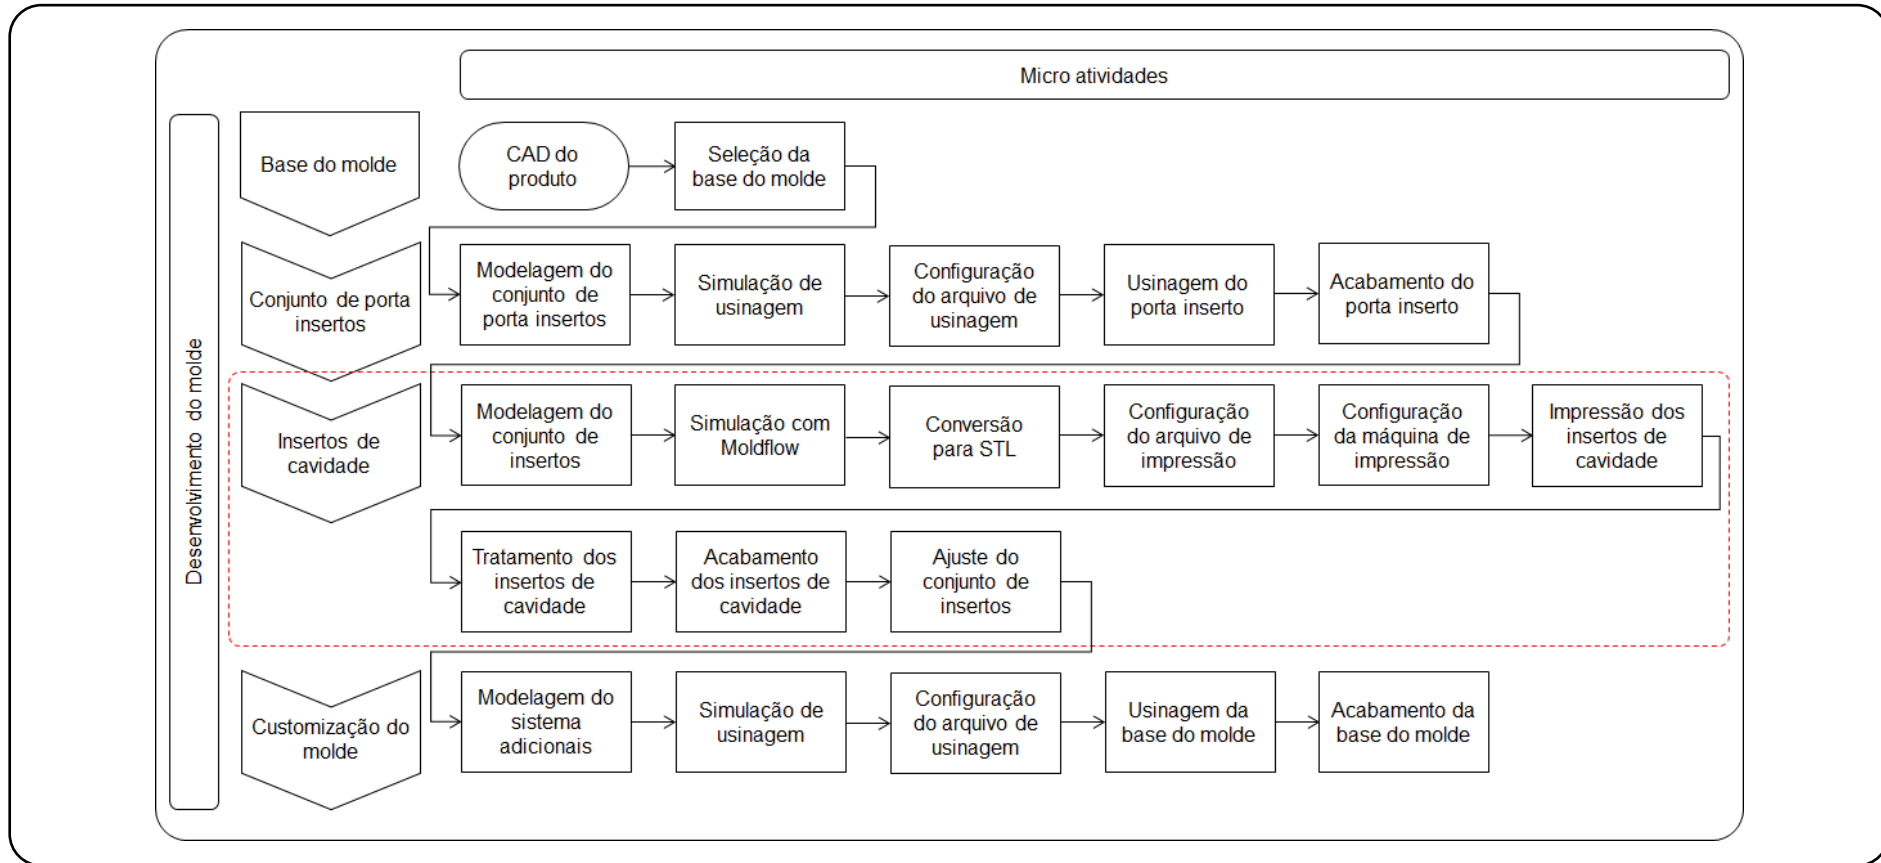 Micro atividades
Desenvolvimento do molde
Base do molde
CAD do
produto
Seleção da
base do molde
Conjunto de porta
insertos
Modelagem do
conjunto de
porta insertos
Simulação de
usinagem
Configuração
do arquivo de
usinagem
Usinagem do
porta inserto
Acabamento do
porta inserto
Insertos de
cavidade
Modelagem do
conjunto de
insertos
Simulação com
Moldflow
Conversão
para STL
Configuração
do arquivo de
impressão
Configuração
da máquina de
impressão
Impressão dos
insertos de
cavidade
Tratamento dos
insertos de
cavidade
Acabamento
dos insertos de
cavidade
Ajuste do
conjunto de
insertos
Customização do
molde
Modelagem do
sistema
adicionais
Simulação de
usinagem
Configuração
do arquivo de
usinagem
Usinagem da
base do molde
Acabamento da
base do molde